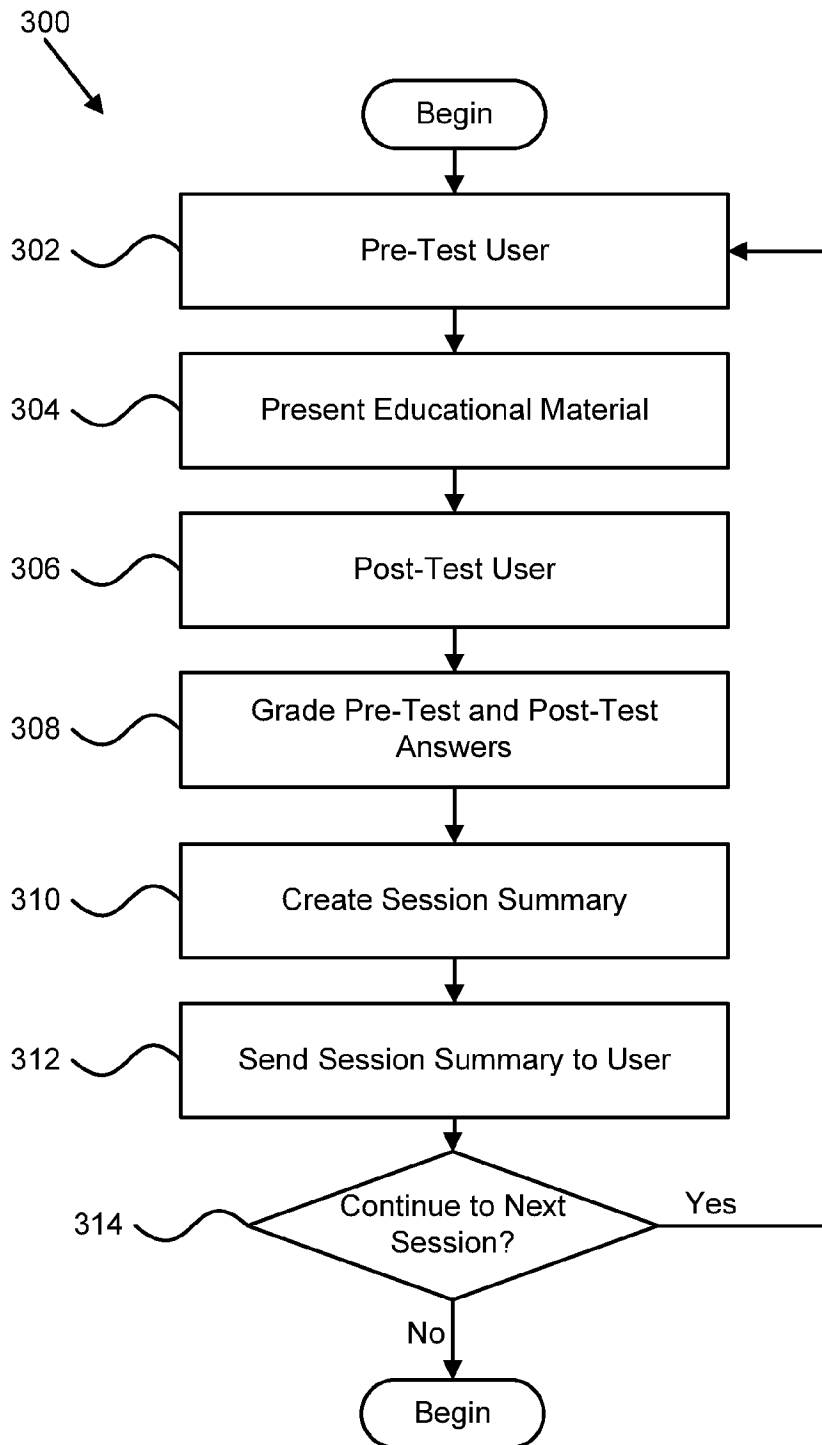 300
Begin
302
Pre-Test User
304
Present Educational Material
306
Post-Test User
308
Grade Pre-Test and Post-Test
Answers
310
Create Session Summary
312
Send Session Summary to User
314
Continue to Next
Session?
Yes
No
Begin